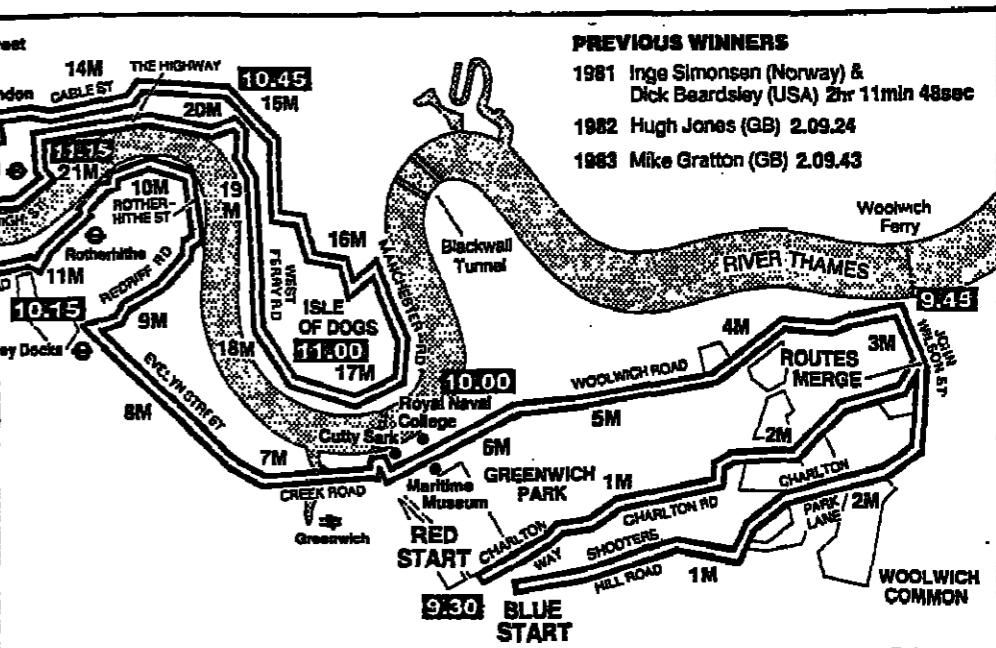 PREVIOUS WINNERS
1981 Inge Simonsen (Norway) &
Dick Beardsley (USA) 2hr 11min 48sec
1982 Hugh Jones (GB) 2.09.24
1983 Mike Gratton (GB) 2.09.43
14M
THE HIGHWAY
10.45
CABLE ST
15M
20M
11.15
21M
10M
ROTHER-
HITHE ST
19
M
Rotherhithe
11M
REDRIFF RD
10.15
9M
EVELYN STREET
8M
7M
18M
WEST
FERRY RD
16M
ISLE
OF DOGS
11.00
17M
MANCHESTER RD
Blackwall
Tunnel
RIVER THAMES
Woolwich
Ferry
9.45
JOHN
WILSON ST
3M
ROUTES
MERGE
4M
WOOLWICH ROAD
5M
10.00
Royal Naval
College
Cutty Sark
6M
CREEK ROAD
Maritime
Museum
Greenwich
GREENWICH
PARK
RED
START
9.30
CHARLTON
WAY
1M
CHARLTON RD
2M
CHARLTON
PARK
LANE
2M
SHOOTERS
HILL ROAD
1M
BLUE
START
WOOLWICH
COMMON